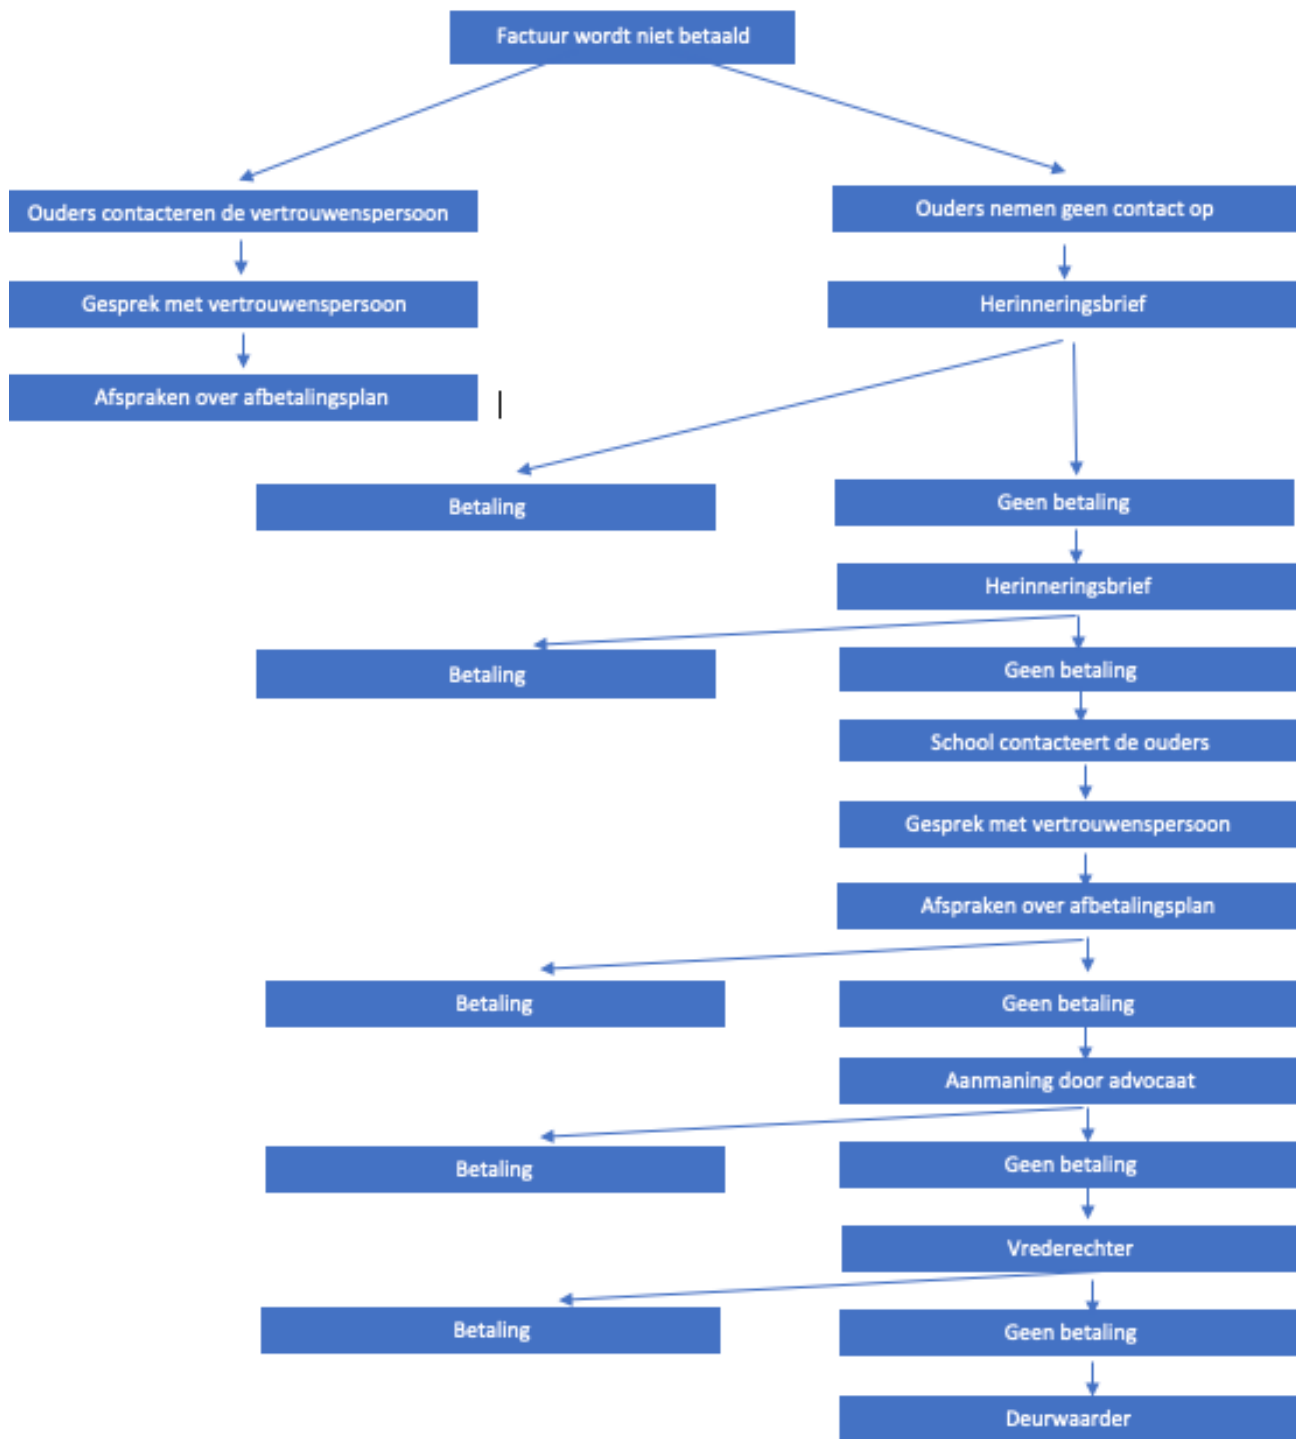 Factuur wordt niet betaald
Ouders contacteren de vertrouwenspersoon
Ouders nemen geen contact op
Gesprek met vertrouwenspersoon
Herinneringsbrief
Afspraken over afbetalingsplan
Betaling
Geen betaling
Herinneringsbrief
Betaling
Geen betaling
School contacteert de ouders
Gesprek met vertrouwenspersoon
Afspraken over afbetalingsplan
Betaling
Geen betaling
Aanmaning door advocaat
Betaling
Geen betaling
Vrederechter
Betaling
Geen betaling
Deurwaarder